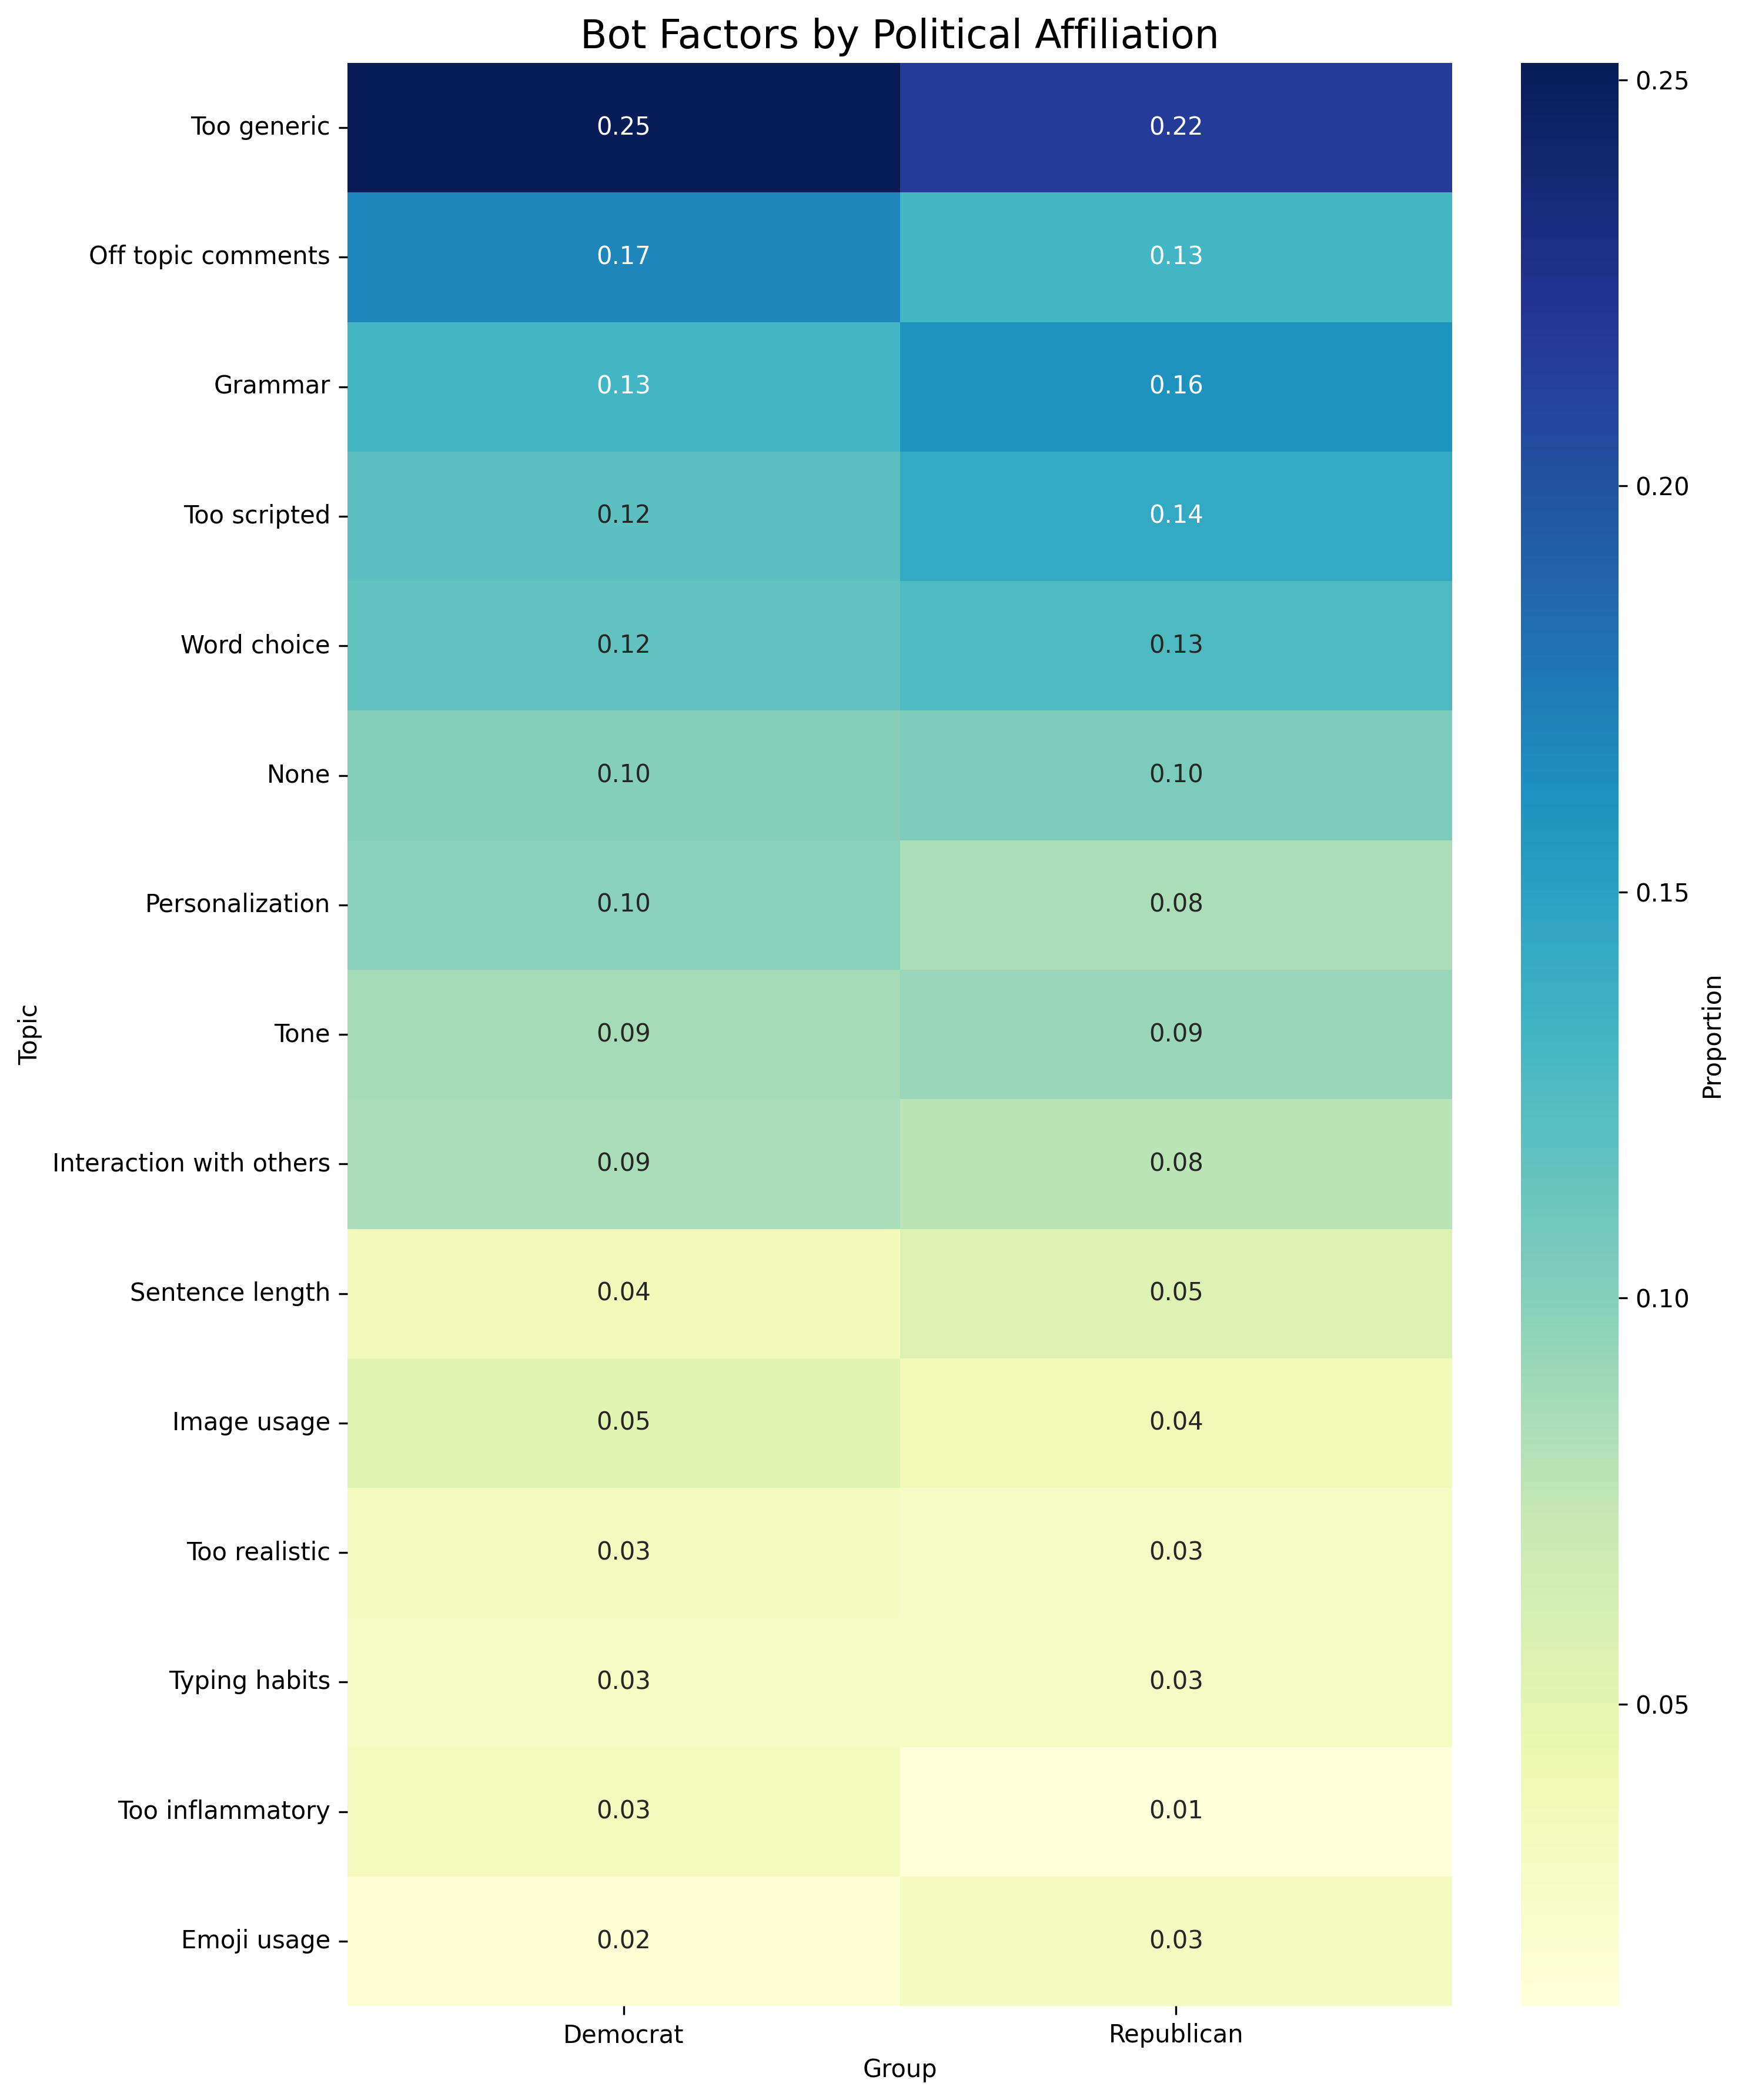 Bot Factors by Political Affiliation
Too generic 0.25 0.22
Off topic comments 0.17 0.13
Grammar 0.13 0.16
Too scripted 0.12 0.14
Word choice 0.12 0.13
None 0.10 0.10
Personalization 0.10 0.08
Tone 0.09 0.09
Interaction with others 0.09 0.08
Sentence length 0.04 0.05
Image usage 0.05 0.04
Too realistic 0.03 0.03
Typing habits 0.03 0.03
Too inflammatory 0.03 0.01
Emoji usage 0.02 0.03
Democrat Republican
Group
Topic
0.25
0.20
0.15
0.10
0.05
Proportion